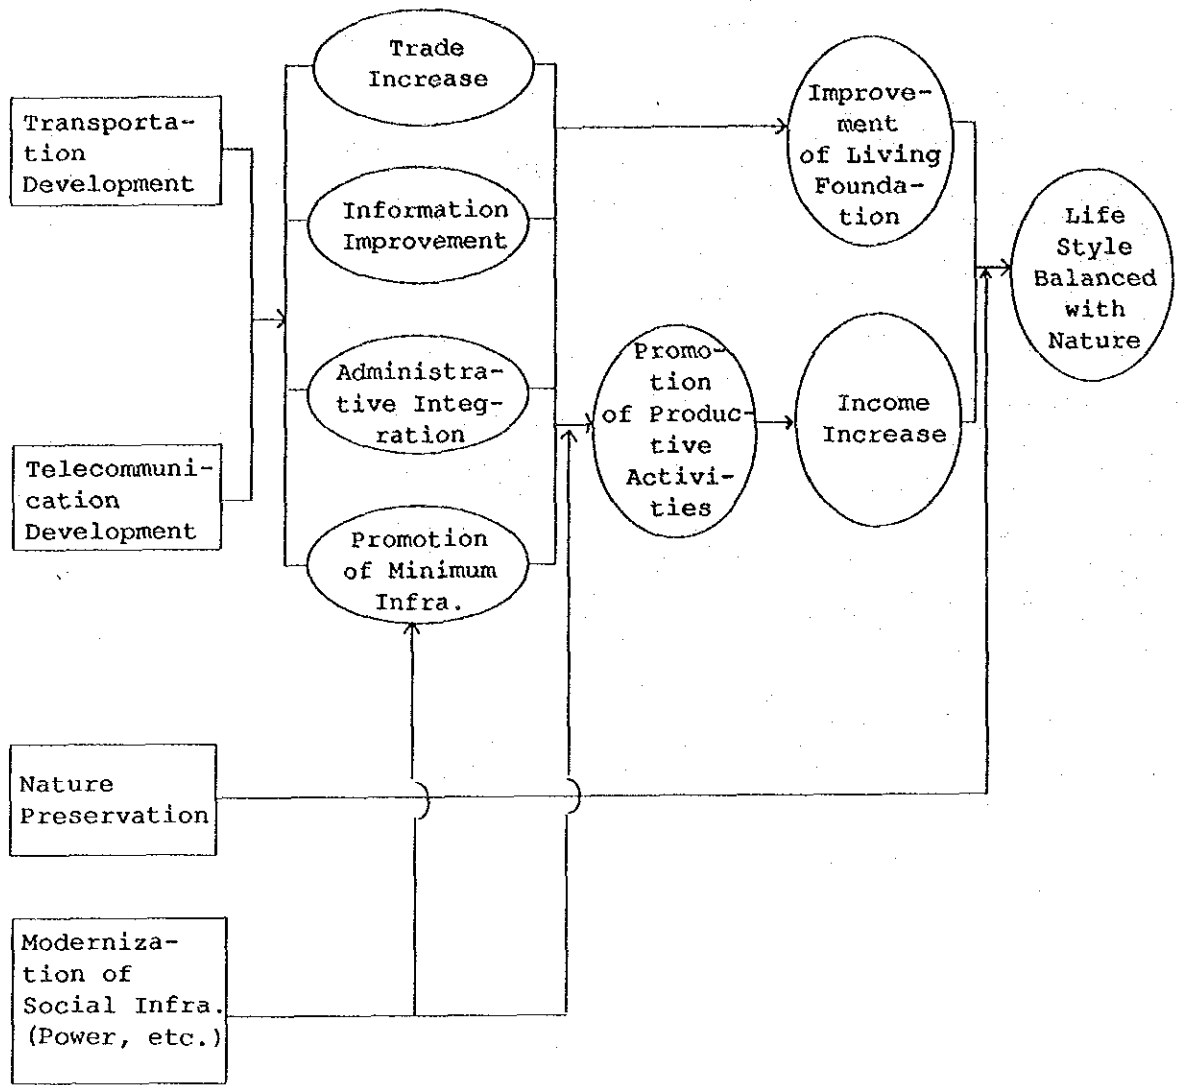 Trade
Increase
Transporta-
tion
Development
Information
Improvement
Administra-
tive Integ-
ration
Telecommuni-
cation
Development
Promotion
of Minimum
Infra.
Improve-
ment
of Living
Founda-
tion
Promo-
tion
of Produc-
tive
Activi-
ties
Income
Increase
Life
Style
Balanced
with
Nature
Nature
Preservation
Moderniza-
tion of
Social Infra.
(Power, etc.)